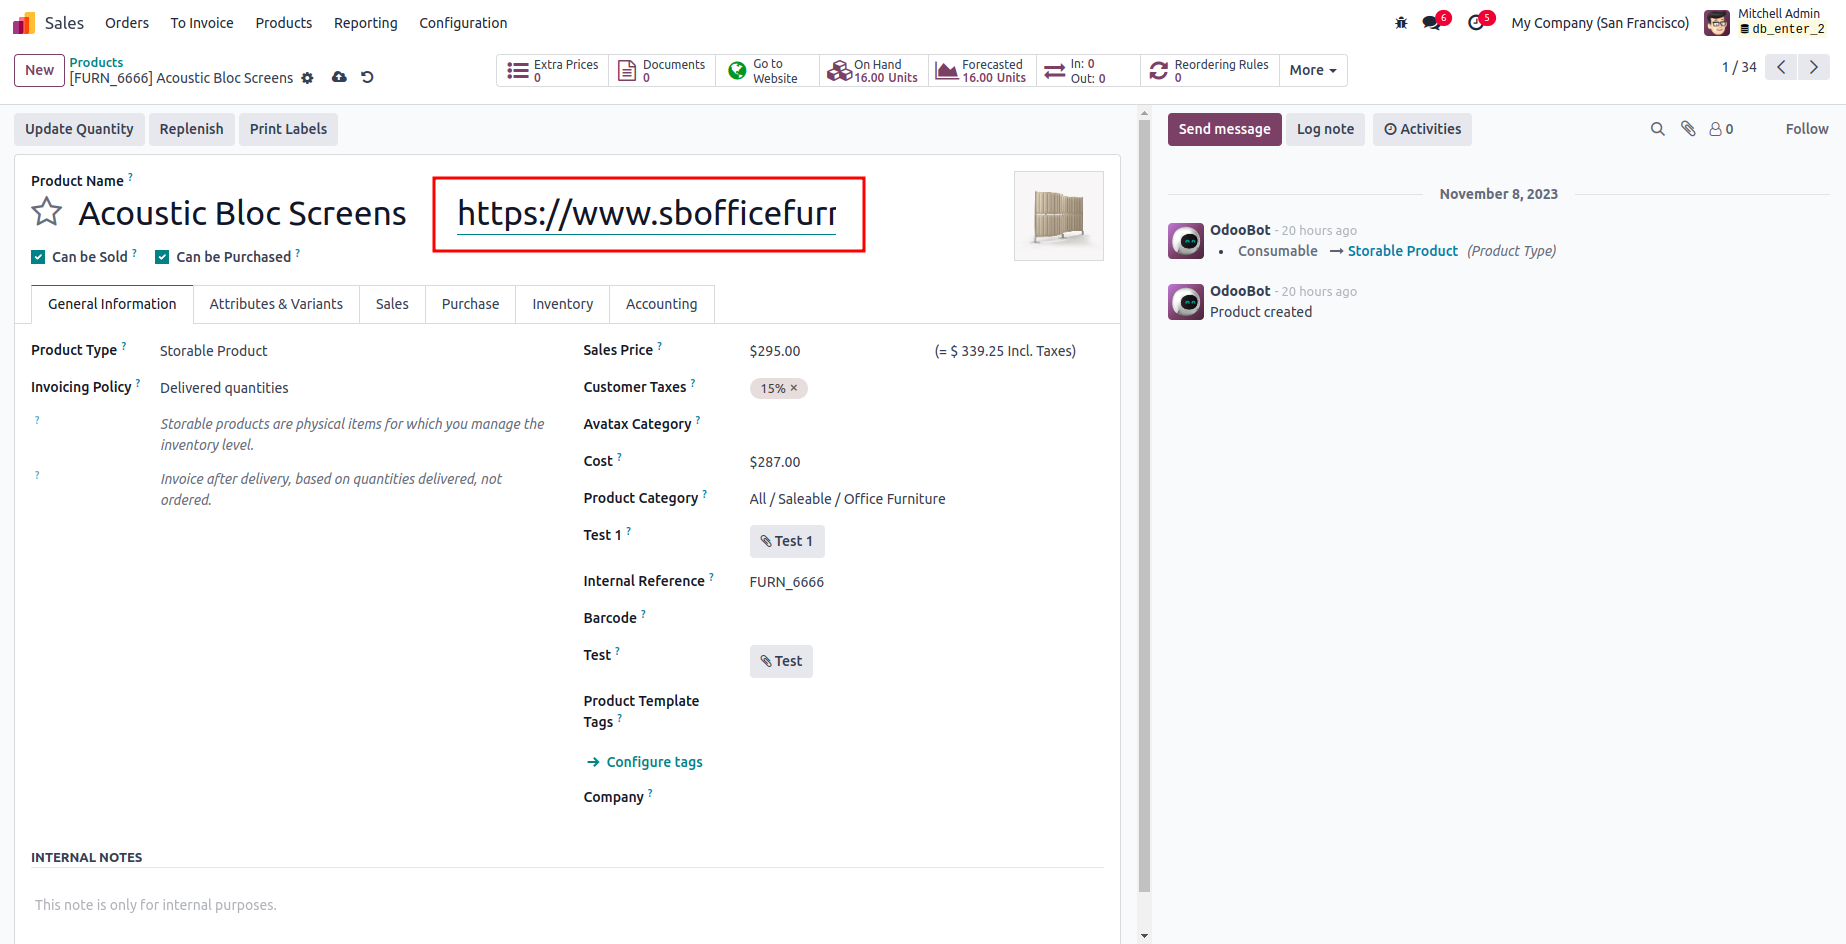 Sales Orders To Invoice Products Reporting Configuration 6 5 My Company (San Francisco) Mitchell Admin
db_enter_2
New Products
[FURN_6666] Acoustic Bloc Screens
Extra Prices 0
Documents 0
Go to Website
On Hand 16.00 Units
Forecasted 16.00 Units
In: 0 Out: 0
Reordering Rules 0
More
1 / 34
Update Quantity Replenish Print Labels
Send message Log note Activities 0 Follow
Product Name ?
Acoustic Bloc Screens https://www.sbofficefurr
Can be Sold ? Can be Purchased ?
General Information Attributes & Variants Sales Purchase Inventory Accounting
Product Type ? Storable Product
Invoicing Policy ? Delivered quantities
? Storable products are physical items for which you manage the
inventory level.
? Invoice after delivery, based on quantities delivered, not
ordered.
Sales Price ? $295.00 (= $ 339.25 Incl. Taxes)
Customer Taxes ? 15% ×
Avatax Category ?
Cost ? $287.00
Product Category ? All / Saleable / Office Furniture
Test 1 ? Test 1
Internal Reference ? FURN_6666
Barcode ?
Test ? Test
Product Template
Tags ?
→ Configure tags
Company ?
INTERNAL NOTES
This note is only for internal purposes.
November 8, 2023
OdooBot - 20 hours ago
• Consumable → Storable Product (Product Type)
OdooBot - 20 hours ago
Product created